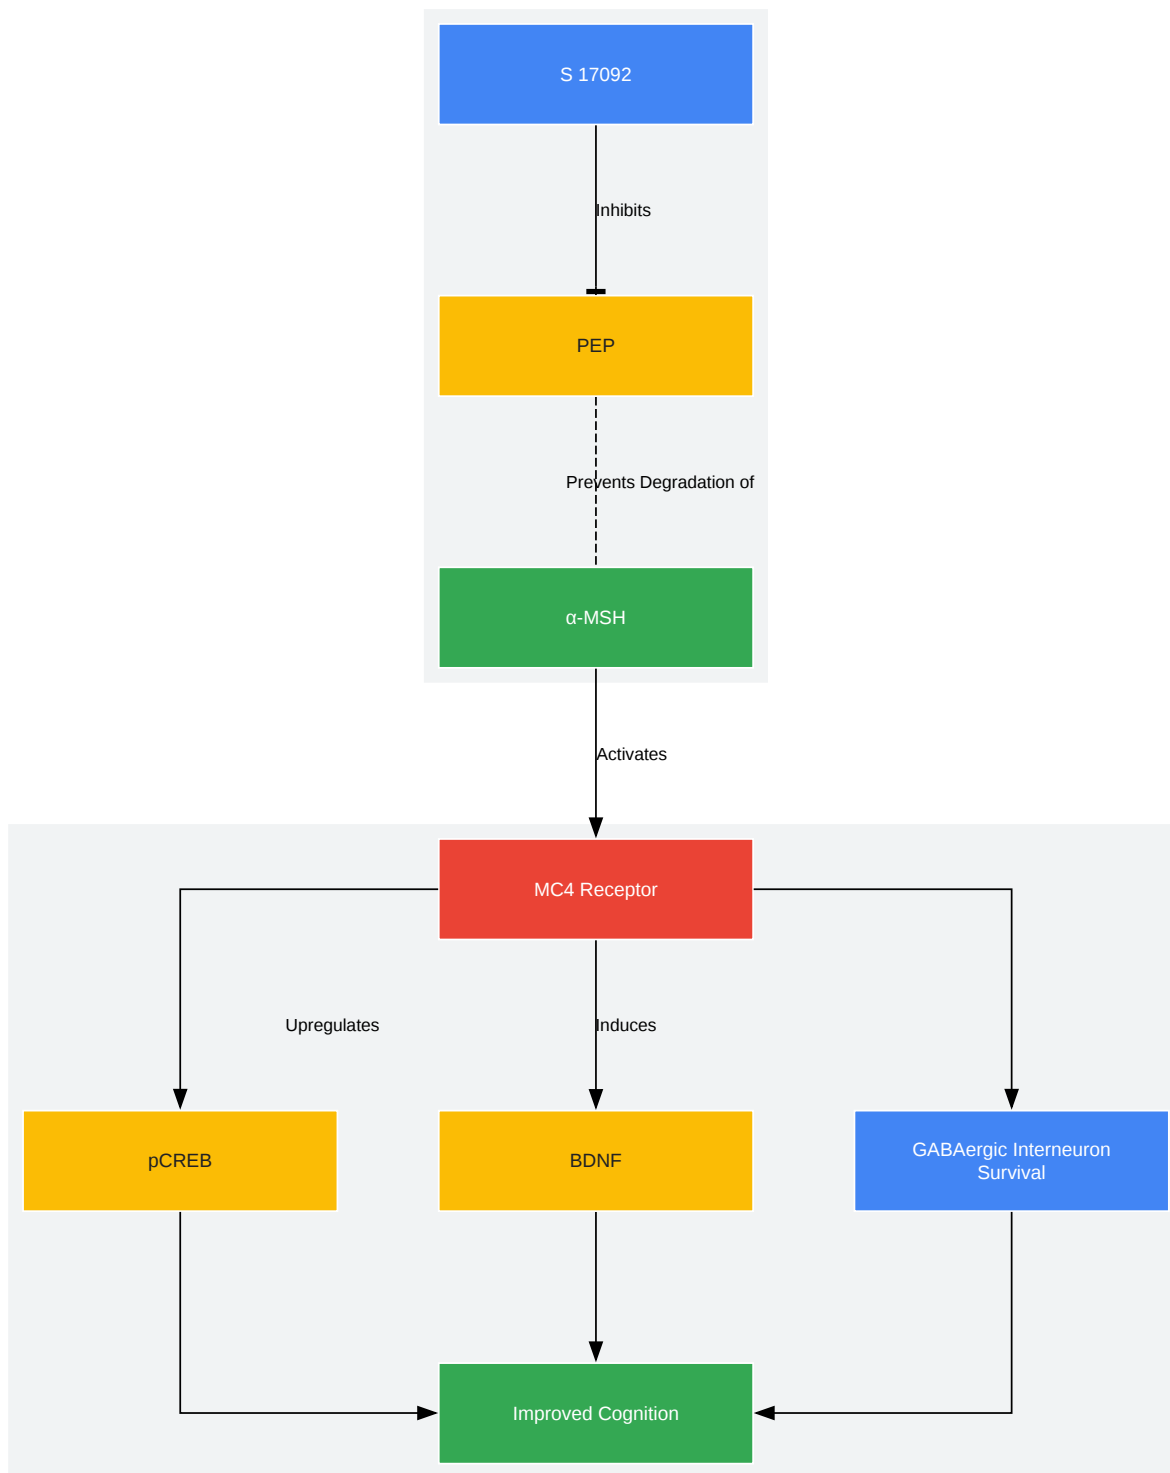 S 17092
Inhibits
PEP
Prevents Degradation of
α-MSH
Activates
MC4 Receptor
Upregulates
Induces
pCREB
BDNF
GABAergic Interneuron
Survival
Improved Cognition